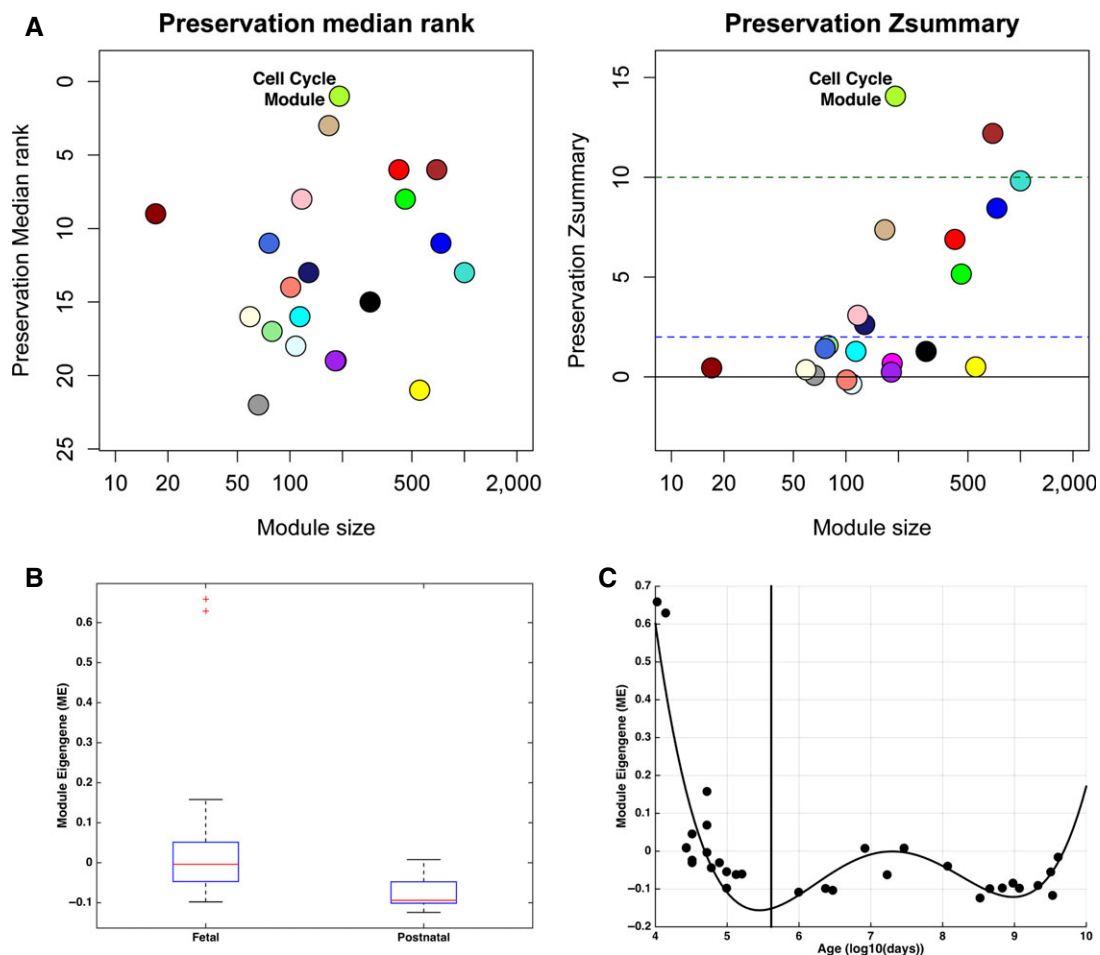 A
Preservation median rank
Cell Cycle
Module
Preservation Median rank
0
5
10
15
20
25
10 20 50 100 500 2,000
Module size
Preservation Zsummary
Cell Cycle
Module
Preservation Zsummary
15
10
5
0
10 20 50 100 500 2,000
Module size
B
Module Eigengene (ME)
0.6
0.5
0.4
0.3
0.2
0.1
0
−0.1
Fetal Postnatal
C
Module Eigengene (ME)
0.7
0.6
0.5
0.4
0.3
0.2
0.1
0
−0.1
−0.2
4 5 6 7 8 9 10
Age (log10(days))